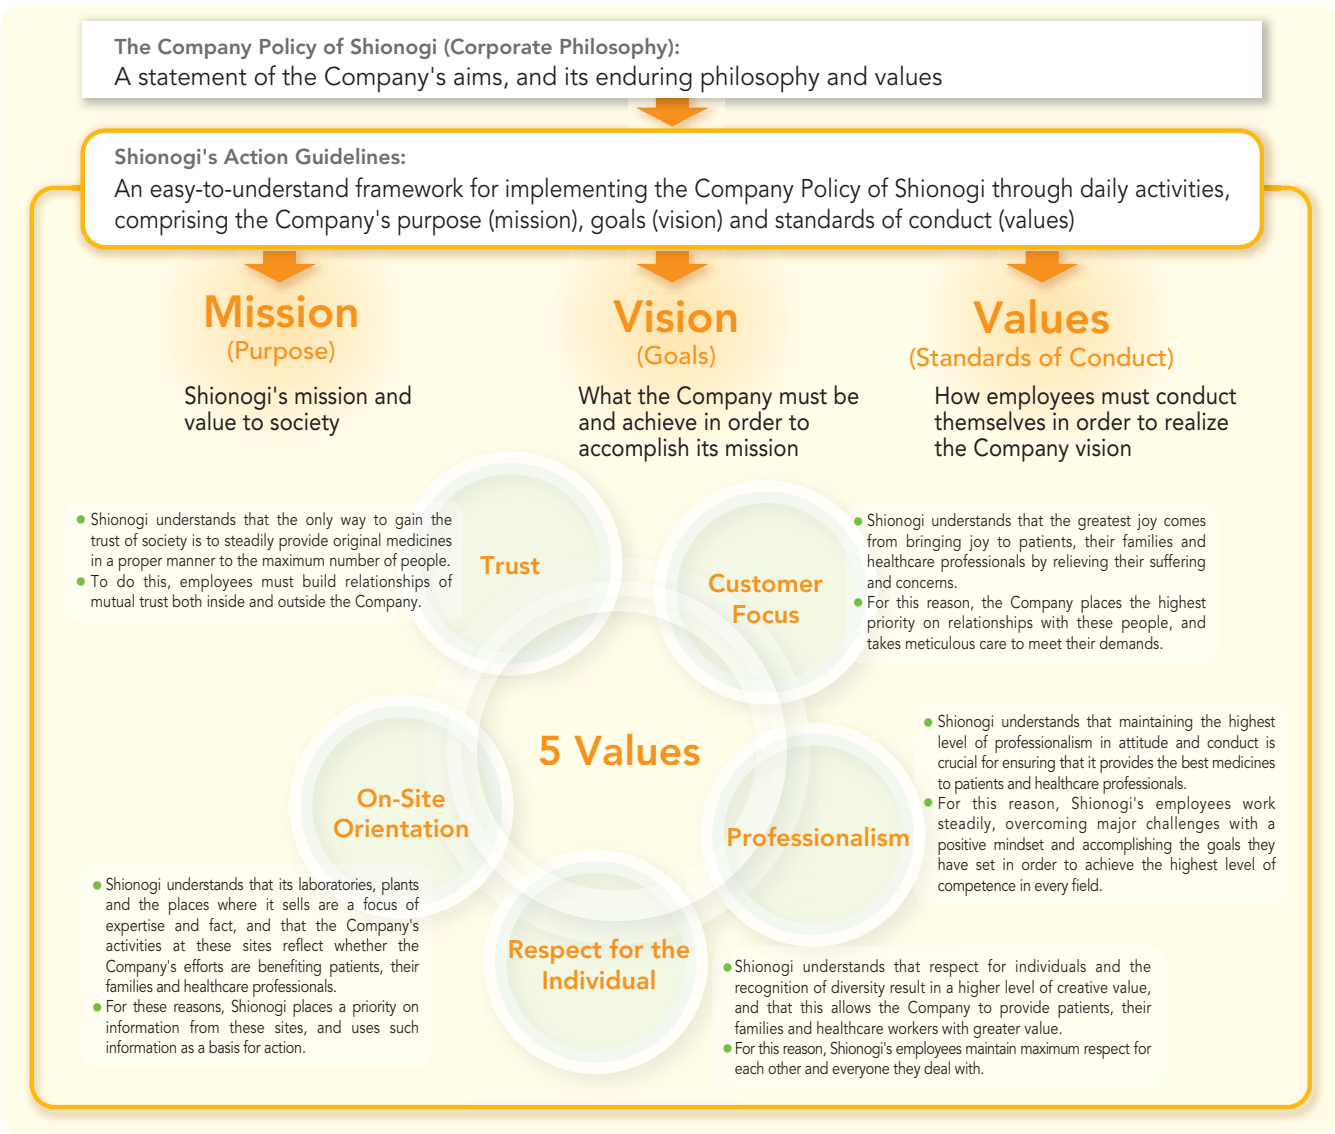 The Company Policy of Shionogi (Corporate Philosophy):
A statement of the Company's aims, and its enduring philosophy and values
Shionogi's Action Guidelines:
An easy-to-understand framework for implementing the Company Policy of Shionogi through daily activities,
comprising the Company's purpose (mission), goals (vision) and standards of conduct (values)
Mission
(Purpose)
Shionogi's mission and
value to society
Vision
(Goals)
What the Company must be
and achieve in order to
accomplish its mission
Values
(Standards of Conduct)
How employees must conduct
themselves in order to realize
the Company vision
● Shionogi understands that the only way to gain the
trust of society is to steadily provide original medicines
in a proper manner to the maximum number of people.
● To do this, employees must build relationships of
mutual trust both inside and outside the Company.
Trust
Customer
Focus
● Shionogi understands that the greatest joy comes
from bringing joy to patients, their families and
healthcare professionals by relieving their suffering
and concerns.
● For this reason, the Company places the highest
priority on relationships with these people, and
takes meticulous care to meet their demands.
5 Values
On-Site
Orientation
Professionalism
● Shionogi understands that maintaining the highest
level of professionalism in attitude and conduct is
crucial for ensuring that it provides the best medicines
to patients and healthcare professionals.
● For this reason, Shionogi's employees work
steadily, overcoming major challenges with a
positive mindset and accomplishing the goals they
have set in order to achieve the highest level of
competence in every field.
● Shionogi understands that its laboratories, plants
and the places where it sells are a focus of
expertise and fact, and that the Company's
activities at these sites reflect whether the
Company's efforts are benefiting patients, their
families and healthcare professionals.
● For these reasons, Shionogi places a priority on
information from these sites, and uses such
information as a basis for action.
Respect for the
Individual
● Shionogi understands that respect for individuals and the
recognition of diversity result in a higher level of creative value,
and that this allows the Company to provide patients, their
families and healthcare workers with greater value.
● For this reason, Shionogi's employees maintain maximum respect for
each other and everyone they deal with.